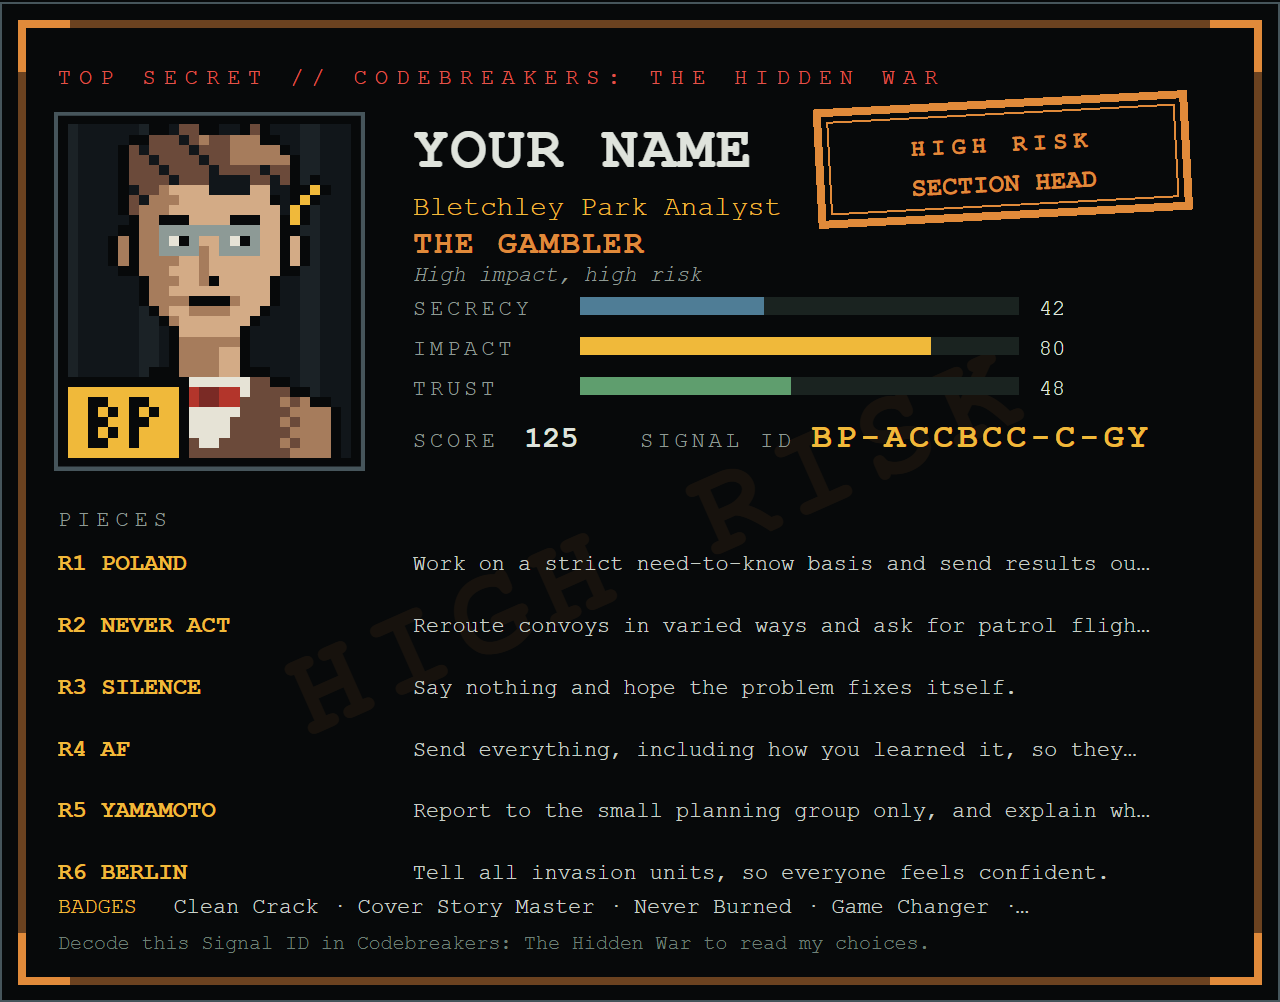 TOP SECRET // CODEBREAKERS: THE HIDDEN WAR
YOUR NAME
HIGH RISK
SECTION HEAD
Bletchley Park Analyst
THE GAMBLER
High impact, high risk
SECRECY 42
IMPACT 80
TRUST 48
SCORE 125 SIGNAL ID BP-ACCBCC-C-GY
BP
PIECES
R1 POLAND Work on a strict need-to-know basis and send results ou…
R2 NEVER ACT Reroute convoys in varied ways and ask for patrol fligh…
R3 SILENCE Say nothing and hope the problem fixes itself.
R4 AF Send everything, including how you learned it, so they…
R5 YAMAMOTO Report to the small planning group only, and explain wh…
R6 BERLIN Tell all invasion units, so everyone feels confident.
BADGES Clean Crack · Cover Story Master · Never Burned · Game Changer ·…
Decode this Signal ID in Codebreakers: The Hidden War to read my choices.
HIGH RISK